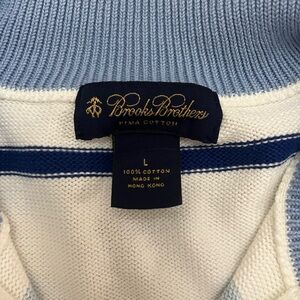 Brooks Brothers
PIMA COTTON
L
100% COTTON
MADE IN
HONG KONG